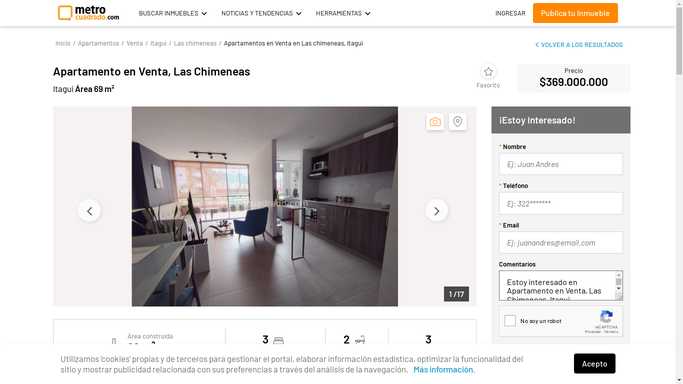 metro
cuadrado.com
BUSCAR INMUEBLES
NOTICIAS Y TENDENCIAS
HERRAMIENTAS
INGRESAR
Publica tu Inmueble
Inicio / Apartamentos / Venta / Itagui / Las chimeneas / Apartamentos en Venta en Las chimeneas, itagui
VOLVER A LOS RESULTADOS
Apartamento en Venta, Las Chimeneas
Itagui Área 69 m²
Favorito
Precio
$369.000.000
¡Estoy Interesado!
* Nombre
Ej: Juan Andres
* Teléfono
Ej: 322*******
* Email
Ej: juanandres@email.com
Comentarios
Estoy interesado en
Apartamento en Venta, Las
Chimeneas, Itagui
1 /17
No soy un robot
reCAPTCHA
Privacidad - Términos
Área construida
3
2
3
Utilizamos 'cookies' propias y de terceros para gestionar el portal, elaborar información estadística, optimizar la funcionalidad del
sitio y mostrar publicidad relacionada con sus preferencias a través del análisis de la navegación. Más información.
Acepto